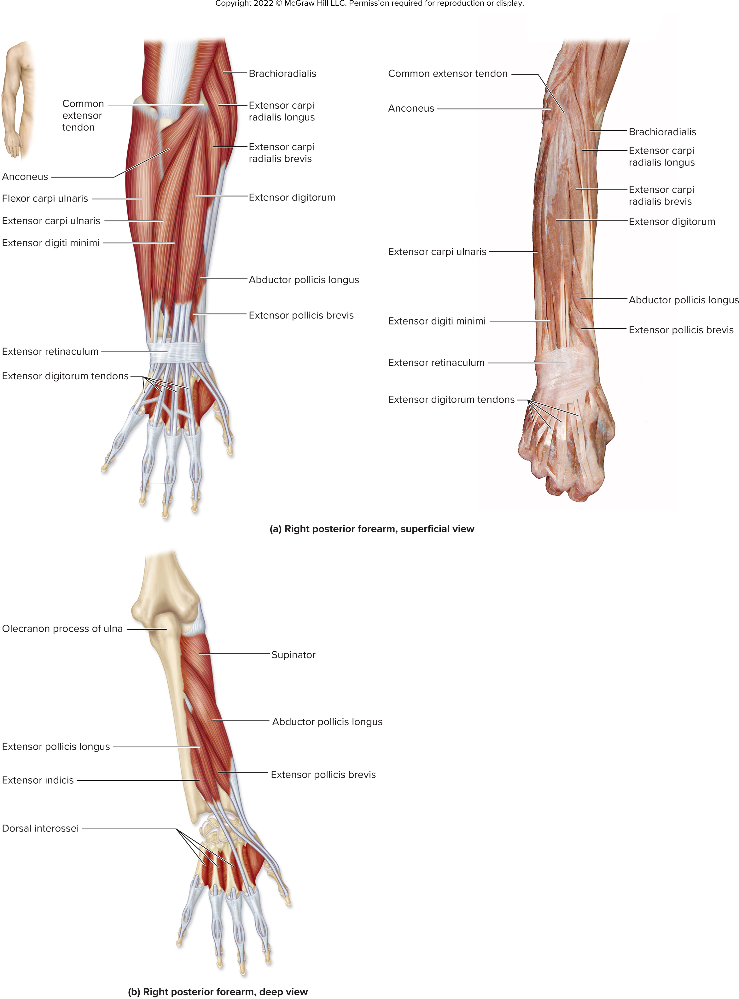 Copyright 2022 © McGraw Hill LLC. Permission required for reproduction or display.
Brachioradialis
Common
extensor
tendon
Extensor carpi
radialis longus
Extensor carpi
radialis brevis
Anconeus
Flexor carpi ulnaris
Extensor digitorum
Extensor carpi ulnaris
Extensor digiti minimi
Abductor pollicis longus
Extensor pollicis brevis
Extensor retinaculum
Extensor digitorum tendons
Common extensor tendon
Anconeus
Brachioradialis
Extensor carpi
radialis longus
Extensor carpi
radialis brevis
Extensor digitorum
Extensor carpi ulnaris
Abductor pollicis longus
Extensor digiti minimi
Extensor pollicis brevis
Extensor retinaculum
Extensor digitorum tendons
(a) Right posterior forearm, superficial view
Olecranon process of ulna
Supinator
Abductor pollicis longus
Extensor pollicis longus
Extensor pollicis brevis
Extensor indicis
Dorsal interossei
(b) Right posterior forearm, deep view